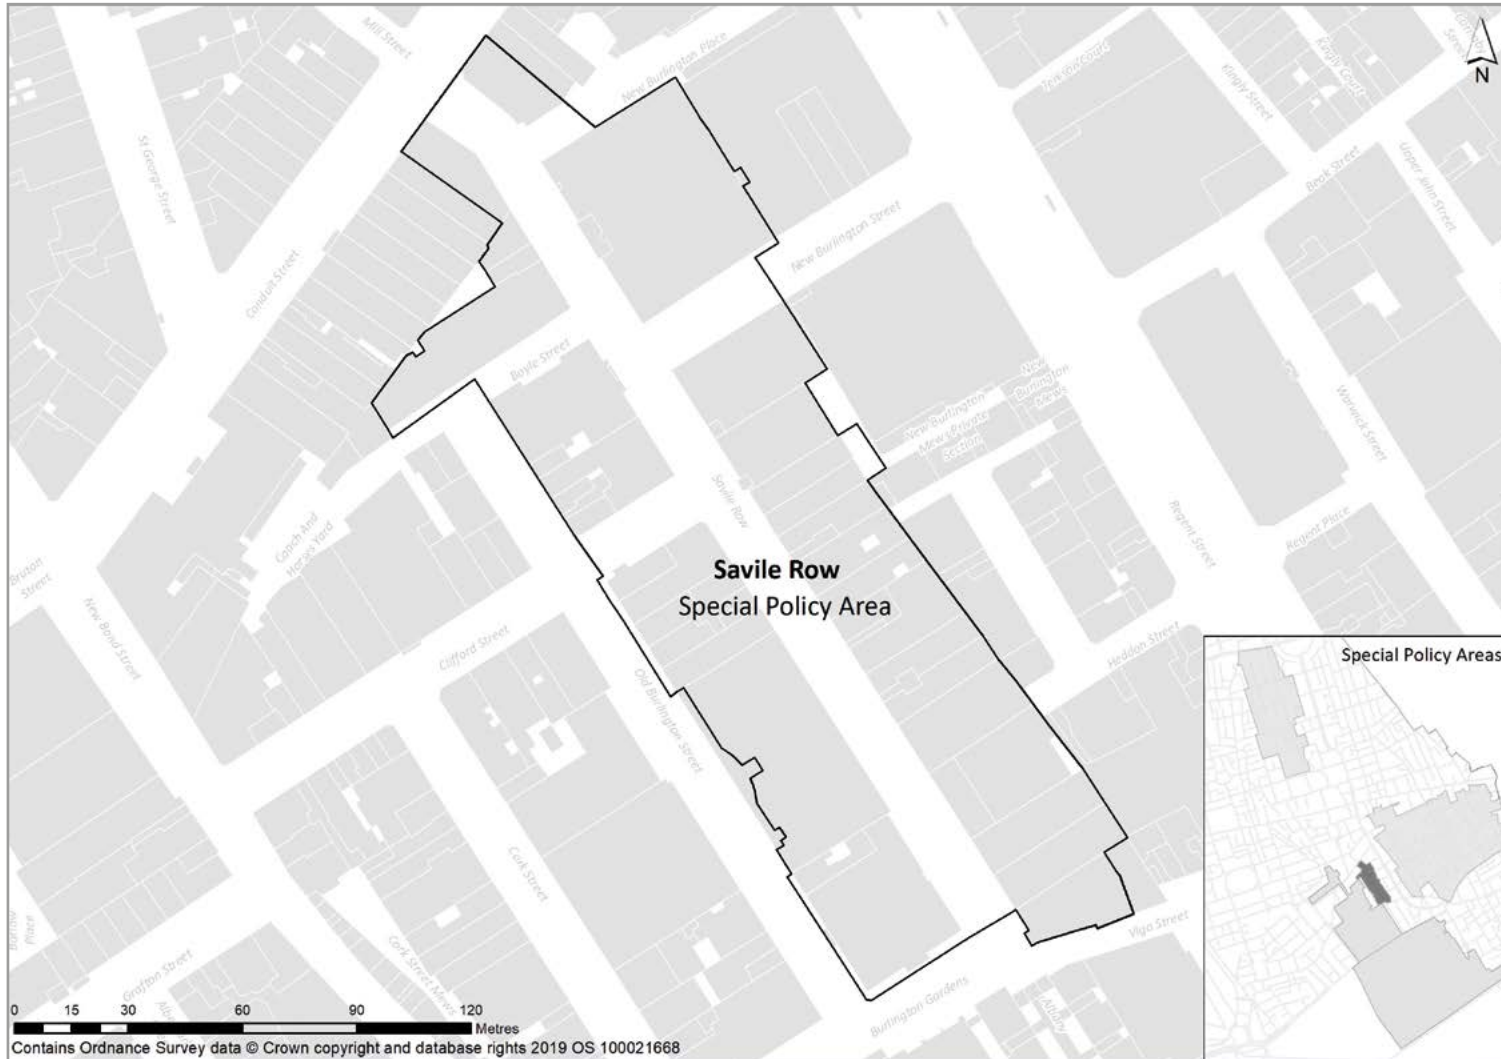 Mill Street
New Burlington Place
Tenison Court
Kingly Street
Kingly Court
Carnaby
Street
N
St George Street
Conduit Street
Beak Street
Upper John Street
New Burlington Street
Boyle Street
New Burlington
Mews Private
Section
New
Burlington
Mews
Warwick Street
Savile Row
Coach And
Horses Yard
Regent Street
Regent Place
Bruton
Street
New Bond Street
Savile Row
Special Policy Area
Clifford Street
Old Burlington Street
Heddon Street
Special Policy Areas
Cork Street
Vigo Street
Barlow
Place
Grafton Street
Cork Street Mews
Burlington Gardens
Albany
0 15 30 60 90 120
Metres
Contains Ordnance Survey data © Crown copyright and database rights 2019 OS 100021668